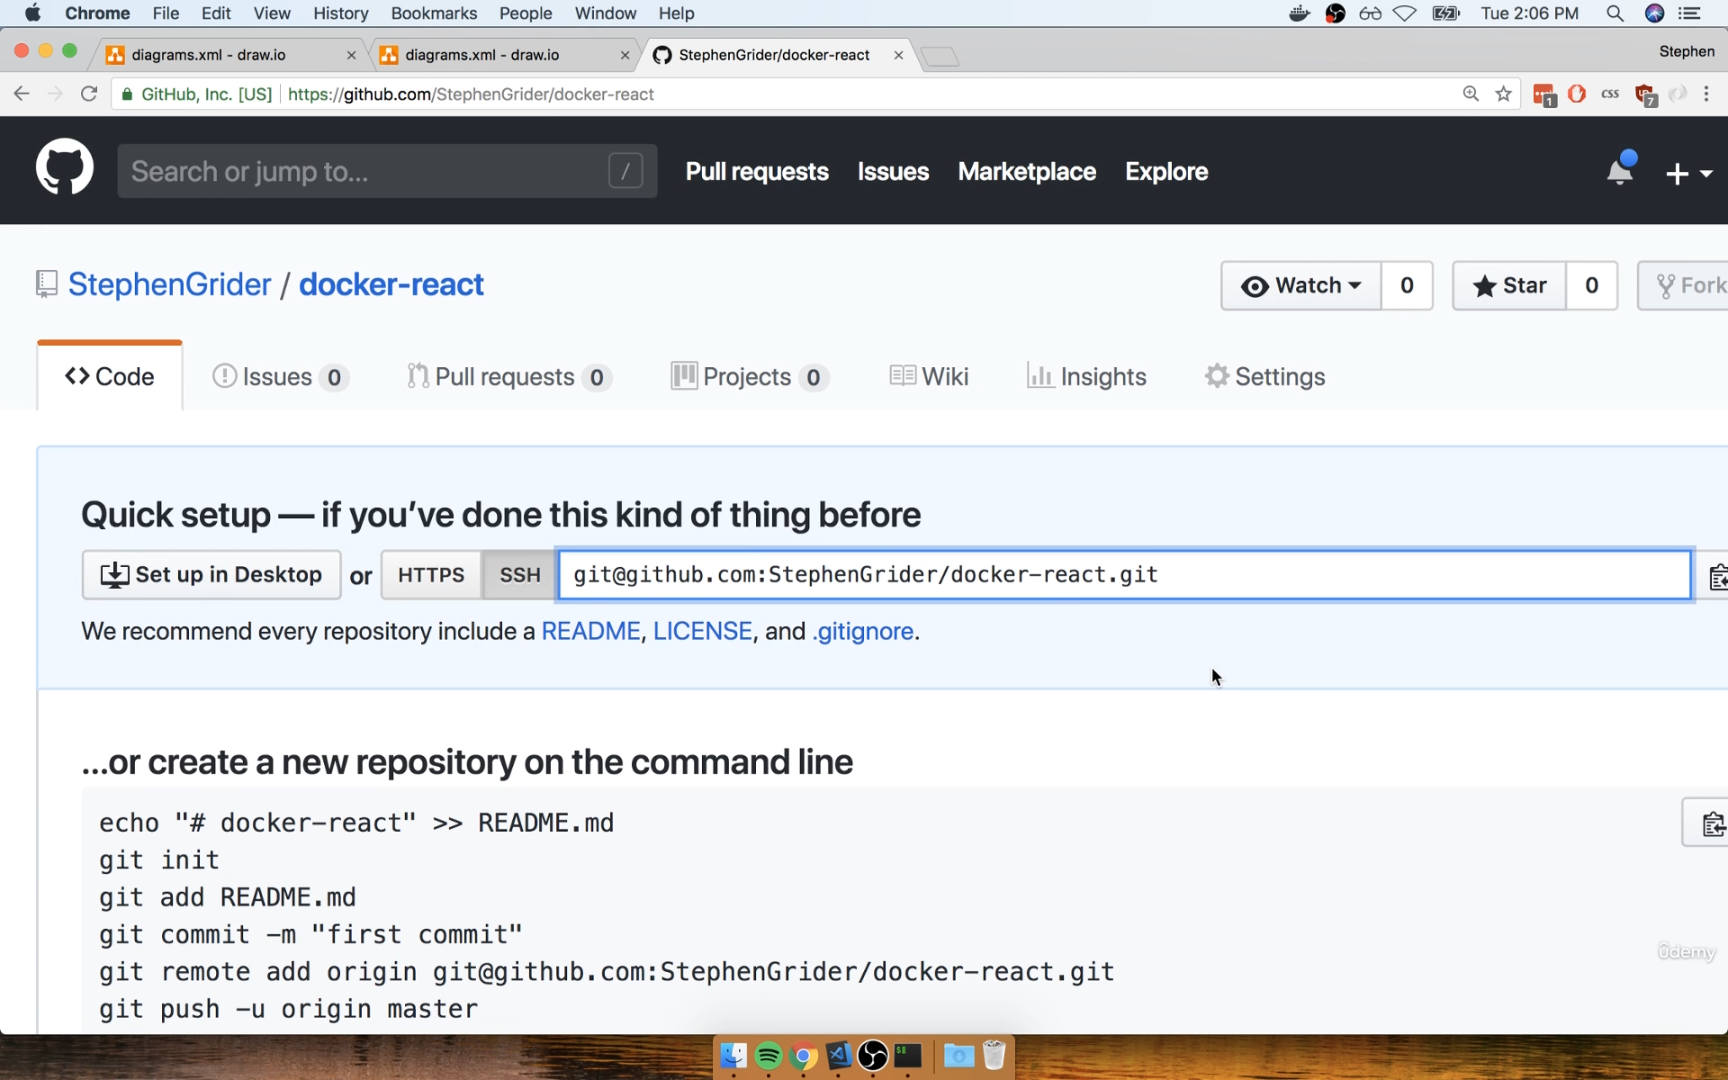 Chrome File Edit View History Bookmarks People Window Help Tue 2:06 PM
diagrams.xml - draw.io diagrams.xml - draw.io StephenGrider/docker-react Stephen
GitHub, Inc. [US] https://github.com/StephenGrider/docker-react 1 css 7
Search or jump to... / Pull requests Issues Marketplace Explore
StephenGrider / docker-react Watch 0 Star 0 Fork
Code Issues 0 Pull requests 0 Projects 0 Wiki Insights Settings
Quick setup — if you’ve done this kind of thing before
Set up in Desktop or HTTPS SSH git@github.com:StephenGrider/docker-react.git
We recommend every repository include a README, LICENSE, and .gitignore.
...or create a new repository on the command line
echo "# docker-react" >> README.md
git init
git add README.md
git commit -m "first commit"
git remote add origin git@github.com:StephenGrider/docker-react.git
git push -u origin master
ûdemy